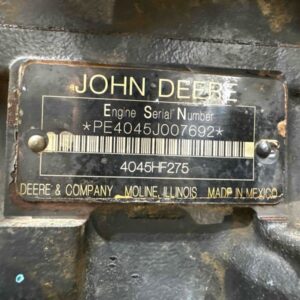 JOHN DEERE
Engine Serial Number
*PE4045J007692*
4045HF275
DEERE & COMPANY MOLINE, ILLINOIS MADE IN MEXICO